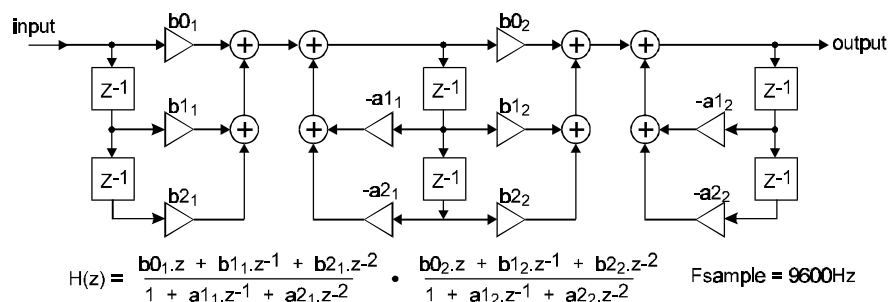 input b0₁ b0₂ output
Z-1 Z-1 Z-1
b1₁ -a1₁ b1₂ -a1₂
Z-1 Z-1 Z-1
b2₁ -a2₁ b2₂ -a2₂
H(z) = b0₁.z + b1₁.z-1 + b2₁.z-2 • b0₂.z + b1₂.z-1 + b2₂.z-2 Fsample = 9600Hz
1 + a1₁.z-1 + a2₁.z-2 1 + a1₂.z-1 + a2₂.z-2